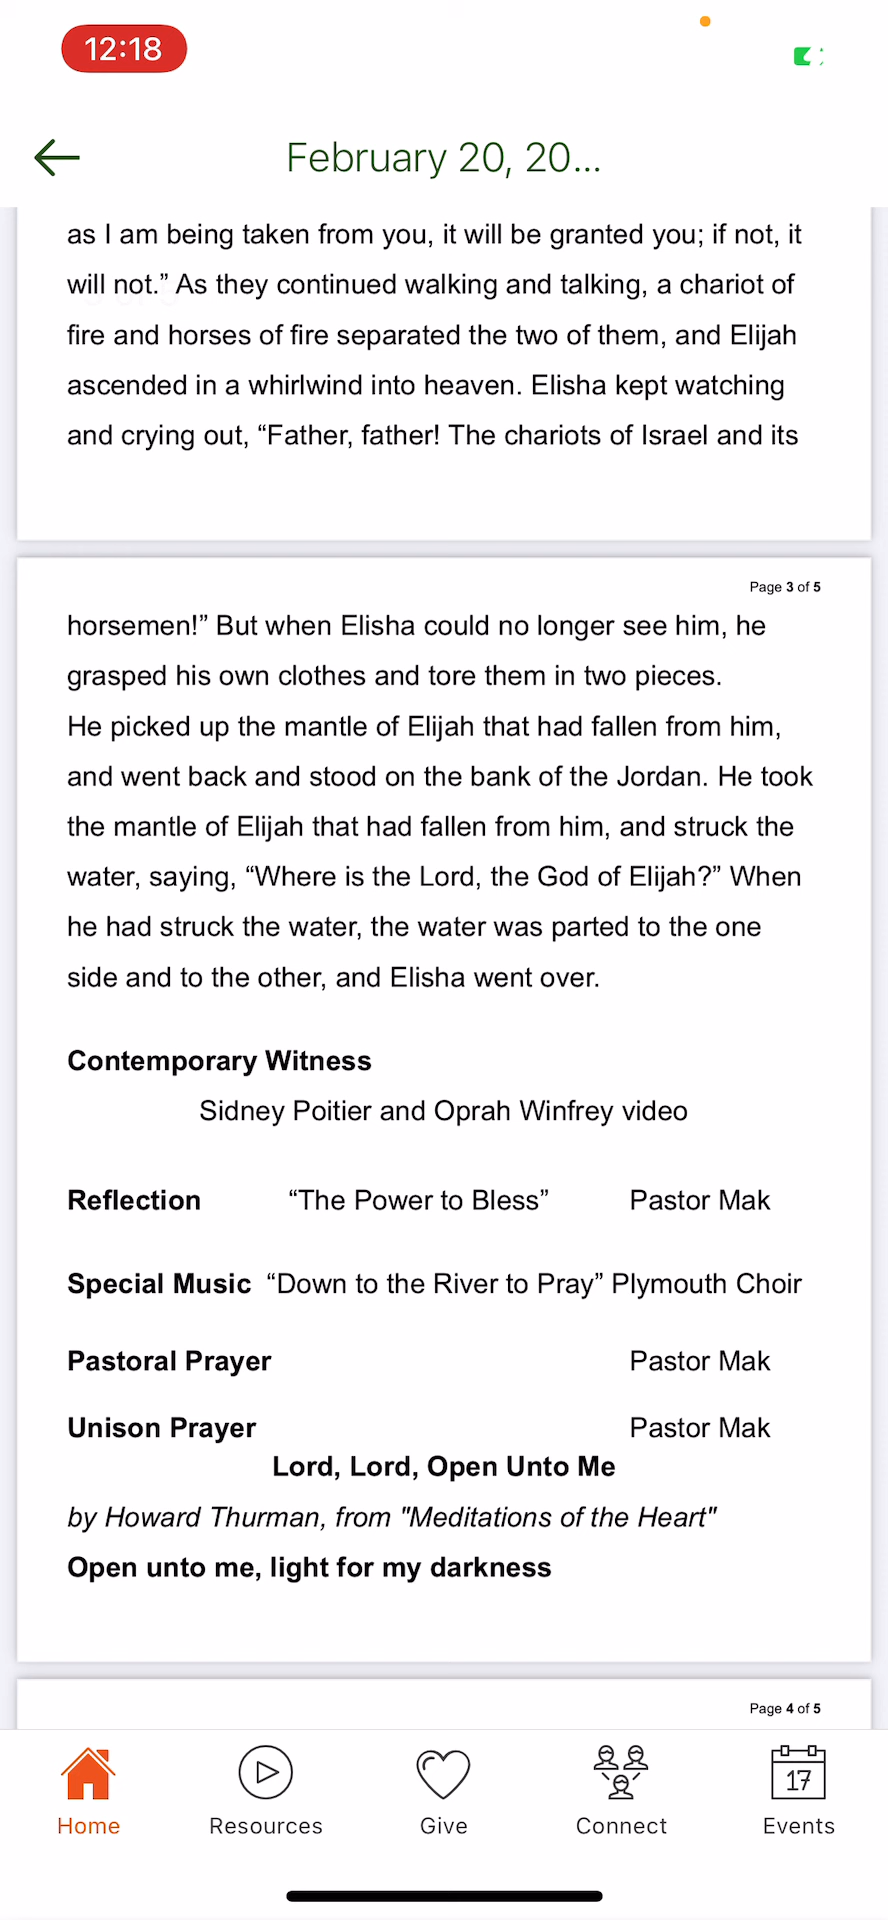 12:18
February 20, 20...
as I am being taken from you, it will be granted you; if not, it
will not.” As they continued walking and talking, a chariot of
fire and horses of fire separated the two of them, and Elijah
ascended in a whirlwind into heaven. Elisha kept watching
and crying out, “Father, father! The chariots of Israel and its
Page 3 of 5
horsemen!” But when Elisha could no longer see him, he
grasped his own clothes and tore them in two pieces.
He picked up the mantle of Elijah that had fallen from him,
and went back and stood on the bank of the Jordan. He took
the mantle of Elijah that had fallen from him, and struck the
water, saying, “Where is the Lord, the God of Elijah?” When
he had struck the water, the water was parted to the one
side and to the other, and Elisha went over.
Contemporary Witness
Sidney Poitier and Oprah Winfrey video
Reflection “The Power to Bless” Pastor Mak
Special Music “Down to the River to Pray” Plymouth Choir
Pastoral Prayer Pastor Mak
Unison Prayer Pastor Mak
Lord, Lord, Open Unto Me
by Howard Thurman, from "Meditations of the Heart"
Open unto me, light for my darkness
Page 4 of 5
17
Home Resources Give Connect Events